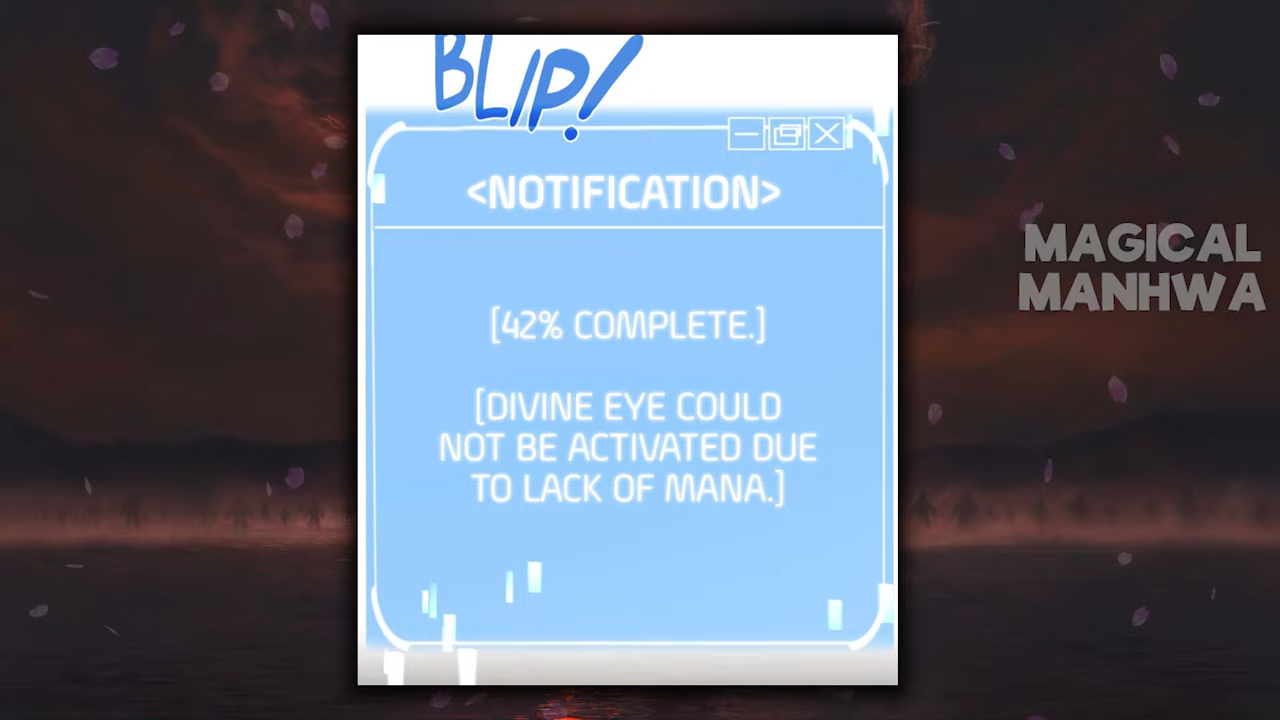 BLIP!
<NOTIFICATION>
[42% COMPLETE.]
[DIVINE EYE COULD
NOT BE ACTIVATED DUE
TO LACK OF MANA.]
MAGICAL
MANHWA